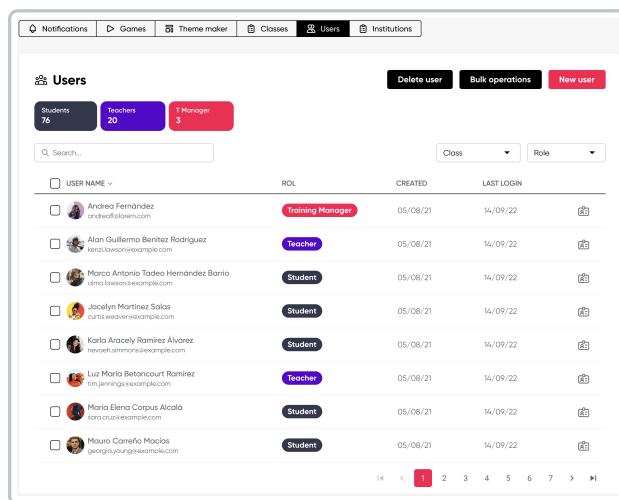 Notifications Games Theme maker Classes Users Institutions
Users Delete user Bulk operations New user
Students Teachers T Manager
76 20 3
Search... Class Role
USER NAME ROL CREATED LAST LOGIN
Andrea Fernández Training Manager 05/08/21 14/09/22
andreafl@lorem.com
Alan Guillermo Benitez Rodriguez Teacher 05/08/21 14/09/22
kenzi.lawson@example.com
Marco Antonio Tadeo Hernández Barrio Student 05/08/21 14/09/22
alma.lawson@example.com
Jocelyn Martinez Salas Student 05/08/21 14/09/22
curtis.weaver@example.com
Karla Aracely Ramírez Álvarez Student 05/08/21 14/09/22
nevaeh.simmons@example.com
Luz María Betancourt Ramírez Teacher 05/08/21 14/09/22
tim.jennings@example.com
María Elena Corpus Alcalá Student 05/08/21 14/09/22
sara.cruz@example.com
Mauro Carreño Macías Student 05/08/21 14/09/22
georgia.young@example.com
1 2 3 4 5 6 7